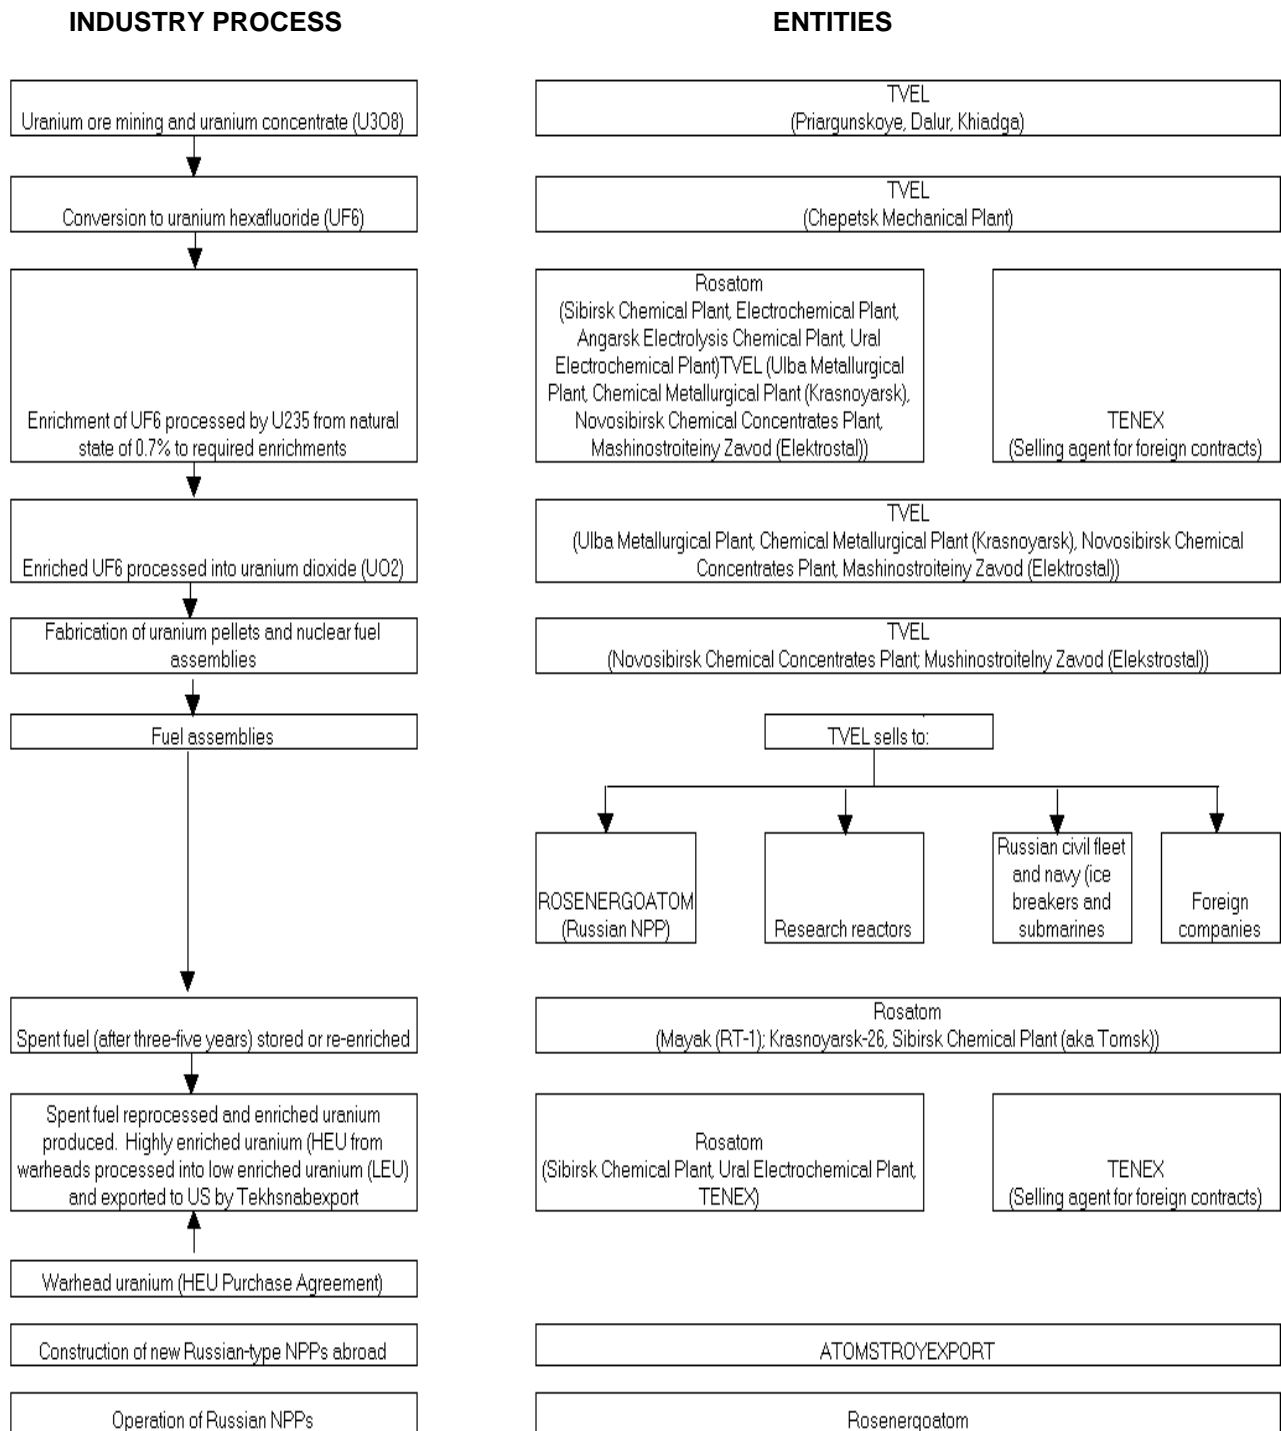 INDUSTRY PROCESS
ENTITIES
Uranium ore mining and uranium concentrate (U3O8)
TVEL
(Priargunskoye, Dalur, Khiadga)
Conversion to uranium hexafluoride (UF6)
TVEL
(Chepetsk Mechanical Plant)
Enrichment of UF6 processed by U235 from natural
state of 0.7% to required enrichments
Rosatom
(Sibirsk Chemical Plant, Electrochemical Plant,
Angarsk Electrolysis Chemical Plant, Ural
Electrochemical Plant)TVEL (Ulba Metallurgical
Plant, Chemical Metallurgical Plant (Krasnoyarsk),
Novosibirsk Chemical Concentrates Plant,
Mashinostroiteiny Zavod (Elektrostal))
TENEX
(Selling agent for foreign contracts)
Enriched UF6 processed into uranium dioxide (UO2)
TVEL
(Ulba Metallurgical Plant, Chemical Metallurgical Plant (Krasnoyarsk), Novosibirsk Chemical
Concentrates Plant, Mashinostroiteiny Zavod (Elektrostal))
Fabrication of uranium pellets and nuclear fuel
assemblies
TVEL
(Novosibirsk Chemical Concentrates Plant; Mushinostroitelny Zavod (Elekstrostal))
Fuel assemblies
TVEL sells to:
ROSENERGOATOM
(Russian NPP)
Research reactors
Russian civil fleet
and navy (ice
breakers and
submarines
Foreign
companies
Spent fuel (after three-five years) stored or re-enriched
Rosatom
(Mayak (RT-1); Krasnoyarsk-26, Sibirsk Chemical Plant (aka Tomsk))
Spent fuel reprocessed and enriched uranium
produced. Highly enriched uranium (HEU from
warheads processed into low enriched uranium (LEU)
and exported to US by Tekhsnabexport
Rosatom
(Sibirsk Chemical Plant, Ural Electrochemical Plant,
TENEX)
TENEX
(Selling agent for foreign contracts)
Warhead uranium (HEU Purchase Agreement)
Construction of new Russian-type NPPs abroad
ATOMSTROYEXPORT
Operation of Russian NPPs
Rosenergoatom